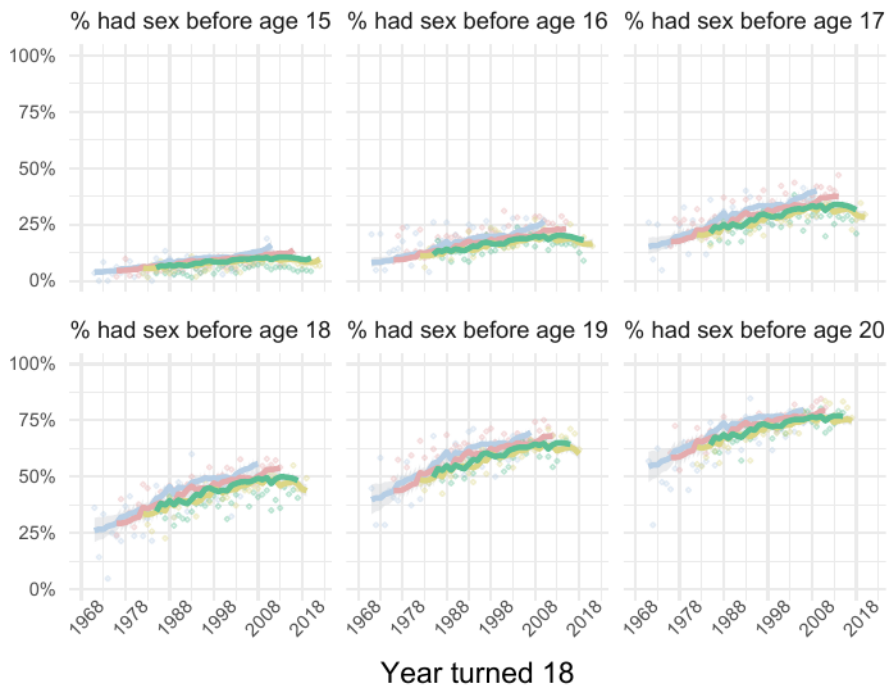 % had sex before age 15 % had sex before age 16 % had sex before age 17
100%
75%
50%
25%
0%
% had sex before age 18 % had sex before age 19 % had sex before age 20
100%
75%
50%
25%
0%
1968 1978 1988 1998 2008 2018 1968 1978 1988 1998 2008 2018 1968 1978 1988 1998 2008 2018
Year turned 18